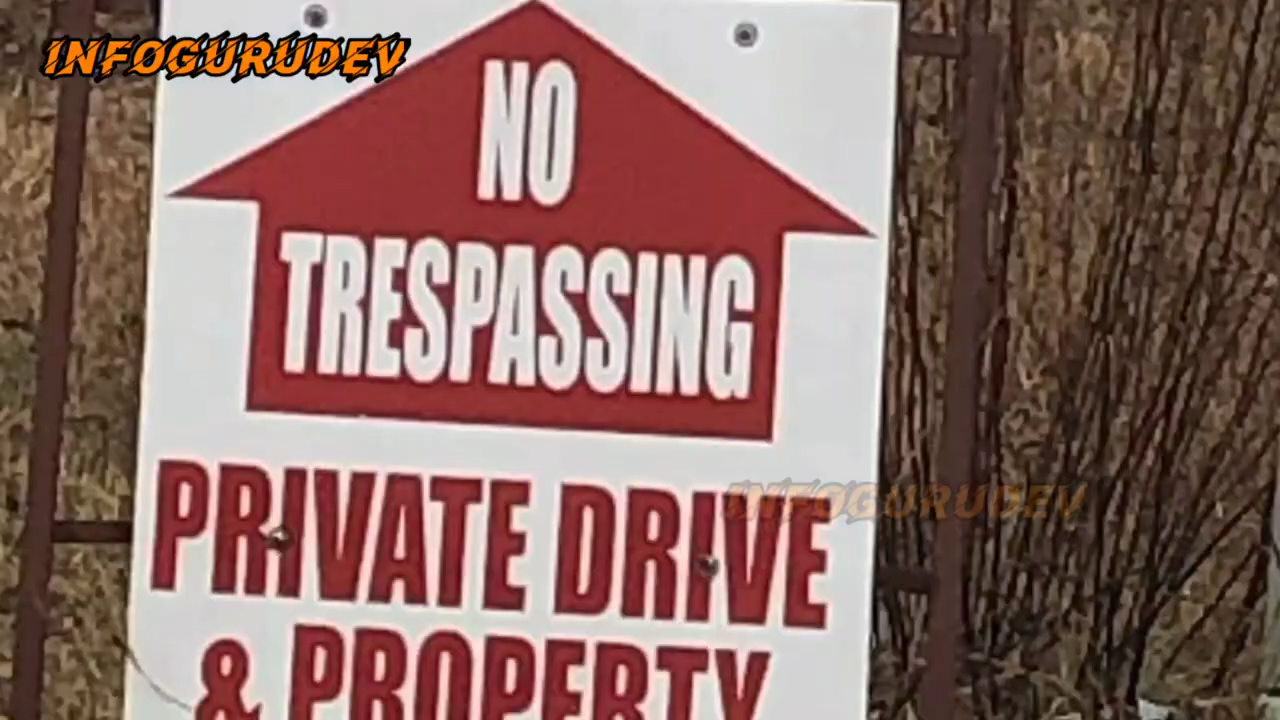 INFOGURUDEV
NO
TRESPASSING
PRIVATE DRIVE
INFOGURUDEV
& PROPERTY